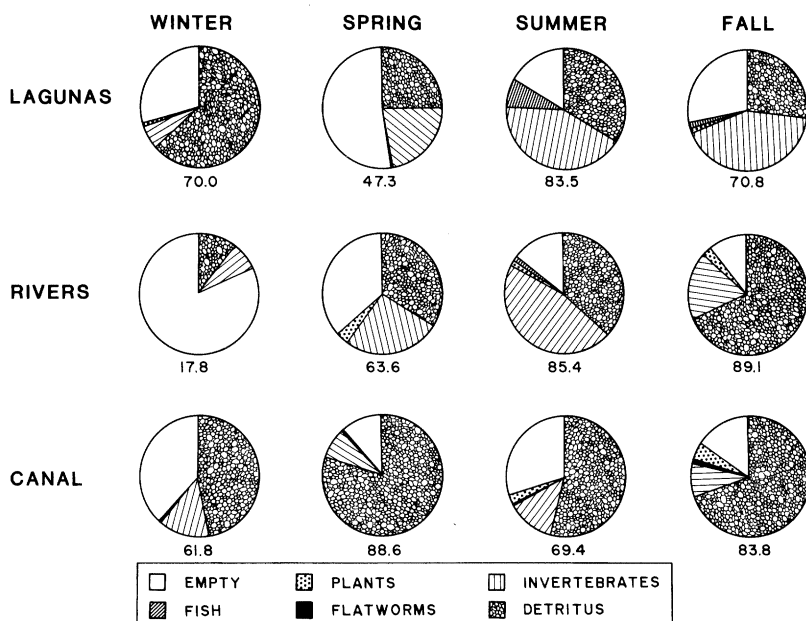 WINTER SPRING SUMMER FALL
LAGUNAS
70.0 47.3 83.5 70.8
RIVERS
17.8 63.6 85.4 89.1
CANAL
61.8 88.6 69.4 83.8
EMPTY PLANTS INVERTEBRATES
FISH FLATWORMS DETRITUS